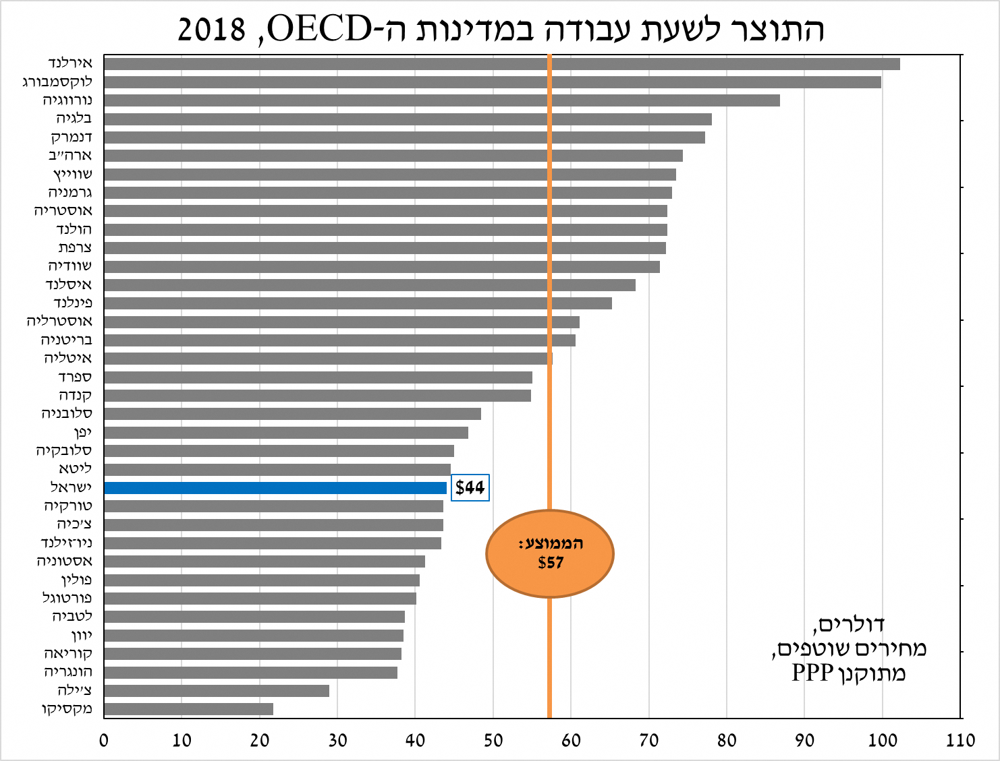 התוצר לשעת עבודה במדינות ה-OECD, 2018
אירלנד
לוקסמבורג
נורווגיה
בלגיה
דנמרק
ארה״ב
שווייץ
גרמניה
אוסטריה
הולנד
צרפת
שוודיה
איסלנד
פינלנד
אוסטרליה
בריטניה
איטליה
ספרד
קנדה
סלובניה
יפן
סלובקיה
ליטא
ישראל
$44
טורקיה
צ׳כיה
ניו־זילנד
אסטוניה
פולין
פורטוגל
לטביה
יוון
קוריאה
הונגריה
צ׳ילה
מקסיקו
הממוצע:
$57
דולרים,
מחירים שוטפים,
מתוקנן PPP
0 10 20 30 40 50 60 70 80 90 100 110